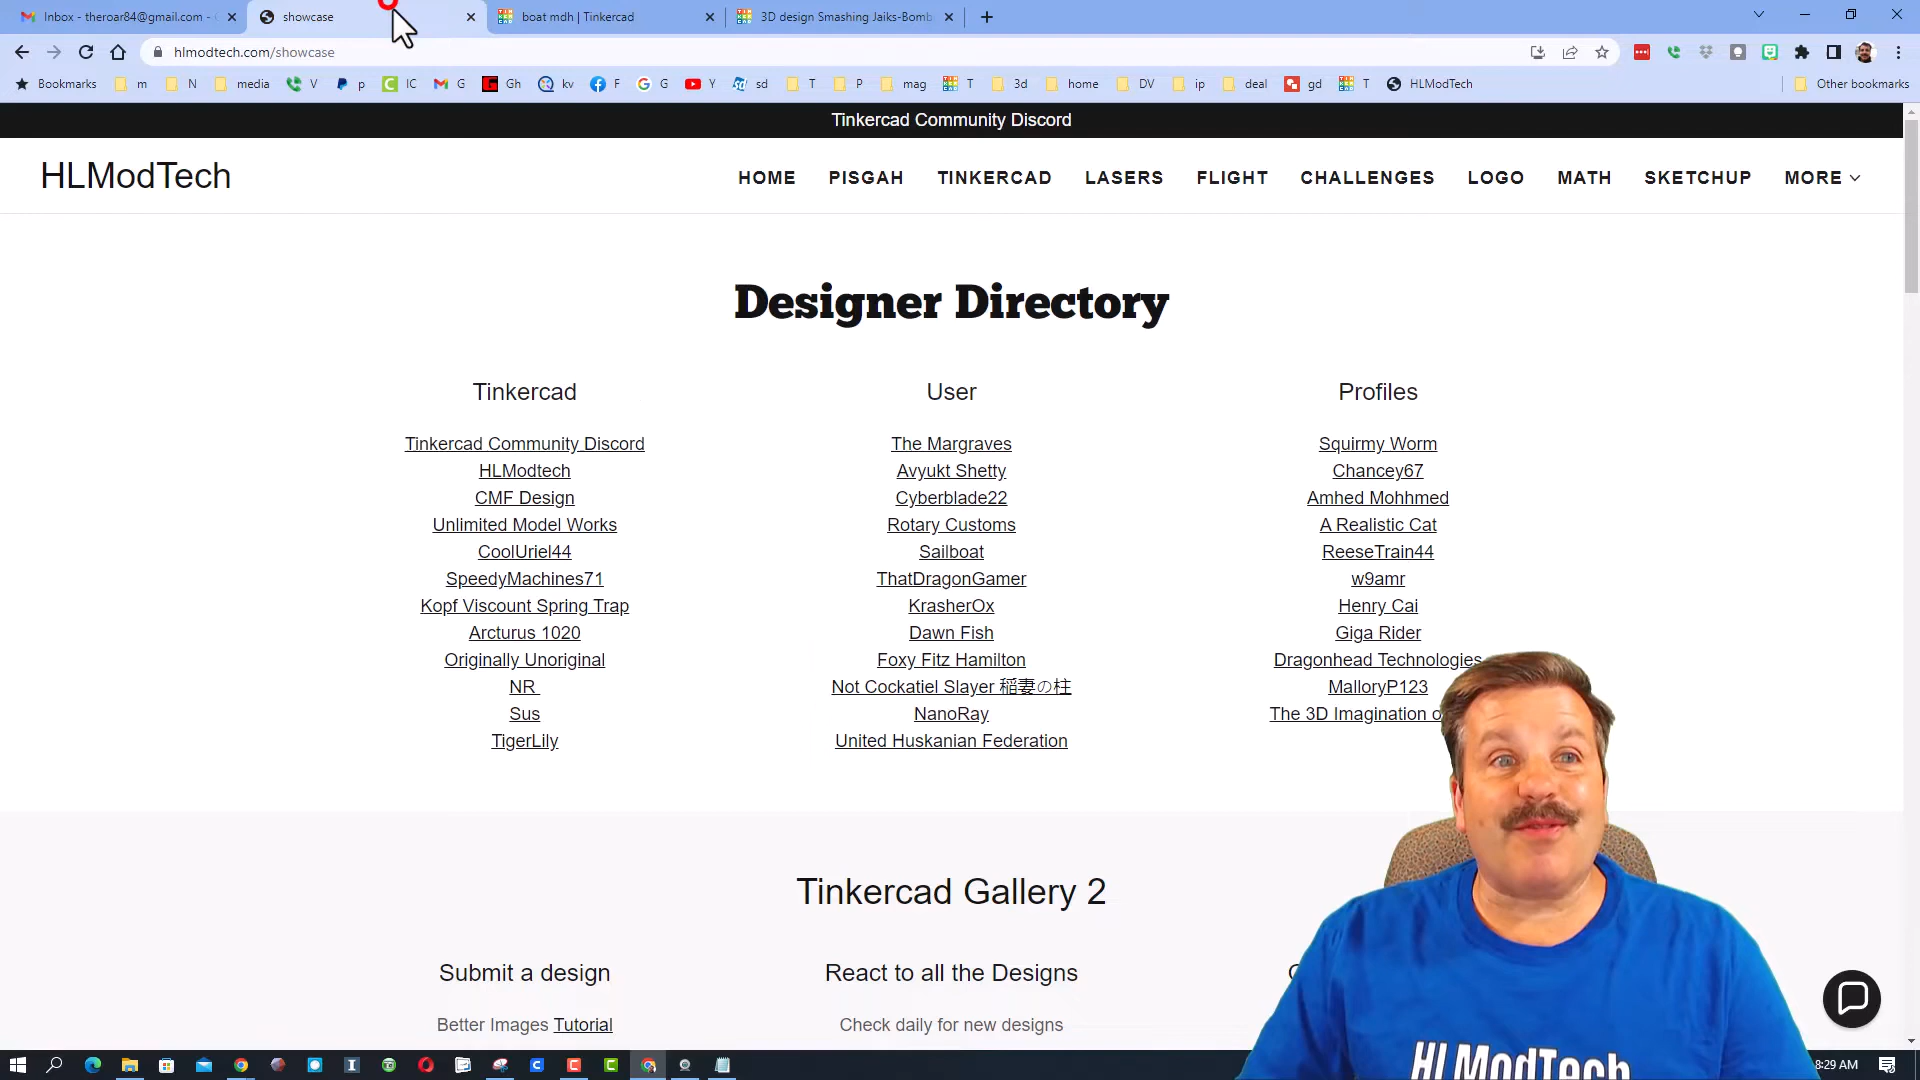 Inbox - theroar84@gmail.com -
showcase
boat mdh | Tinkercad
3D design Smashing Jaiks-Bomb
hlmodtech.com/showcase
Bookmarks m N media V p IC G Gh kv F G Y sd T P mag T 3d home DV ip deal gd T HLModTech Other bookmarks
Tinkercad Community Discord
HLModTech
HOME PISGAH TINKERCAD LASERS FLIGHT CHALLENGES LOGO MATH SKETCHUP MORE
Designer Directory
Tinkercad
Tinkercad Community Discord
HLModtech
CMF Design
Unlimited Model Works
CoolUriel44
SpeedyMachines71
Kopf Viscount Spring Trap
Arcturus 1020
Originally Unoriginal
NR
Sus
TigerLily
User
The Margraves
Avyukt Shetty
Cyberblade22
Rotary Customs
Sailboat
ThatDragonGamer
KrasherOx
Dawn Fish
Foxy Fitz Hamilton
Not Cockatiel Slayer 稲妻の柱
NanoRay
United Huskanian Federation
Profiles
Squirmy Worm
Chancey67
Amhed Mohhmed
A Realistic Cat
ReeseTrain44
w9amr
Henry Cai
Giga Rider
Dragonhead Technologies
MalloryP123
The 3D Imagination o
Tinkercad Gallery 2
Submit a design
Better Images Tutorial
React to all the Designs
Check daily for new designs
HLModTech
8:29 AM